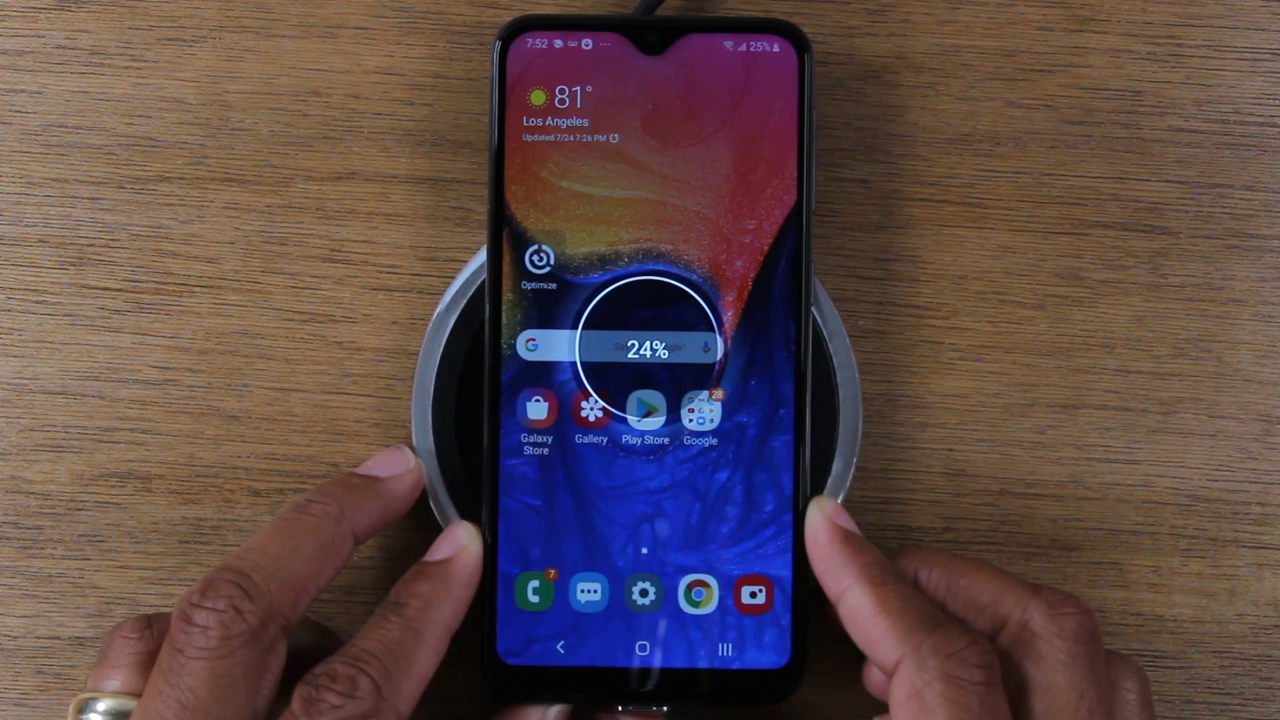 7:52
25%
81°
Los Angeles
Updated 7/24 7:26 PM
Optimize
24%
28
Galaxy
Store
Gallery
Play Store
Google
7